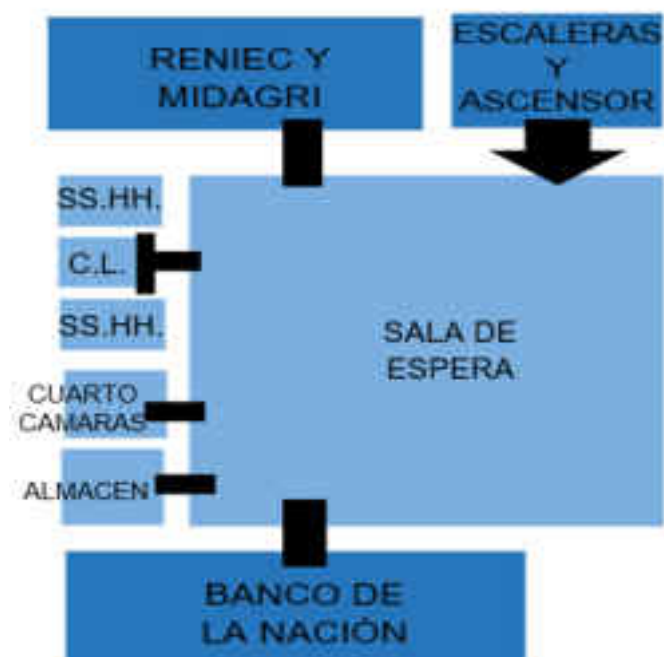 RENIEC Y
MIDAGRI
ESCALERAS
Y
ASCENSOR
SS.HH.
C.L.
SS.HH.
CUARTO
CAMARAS
ALMACEN
SALA DE
ESPERA
BANCO DE
LA NACIÓN